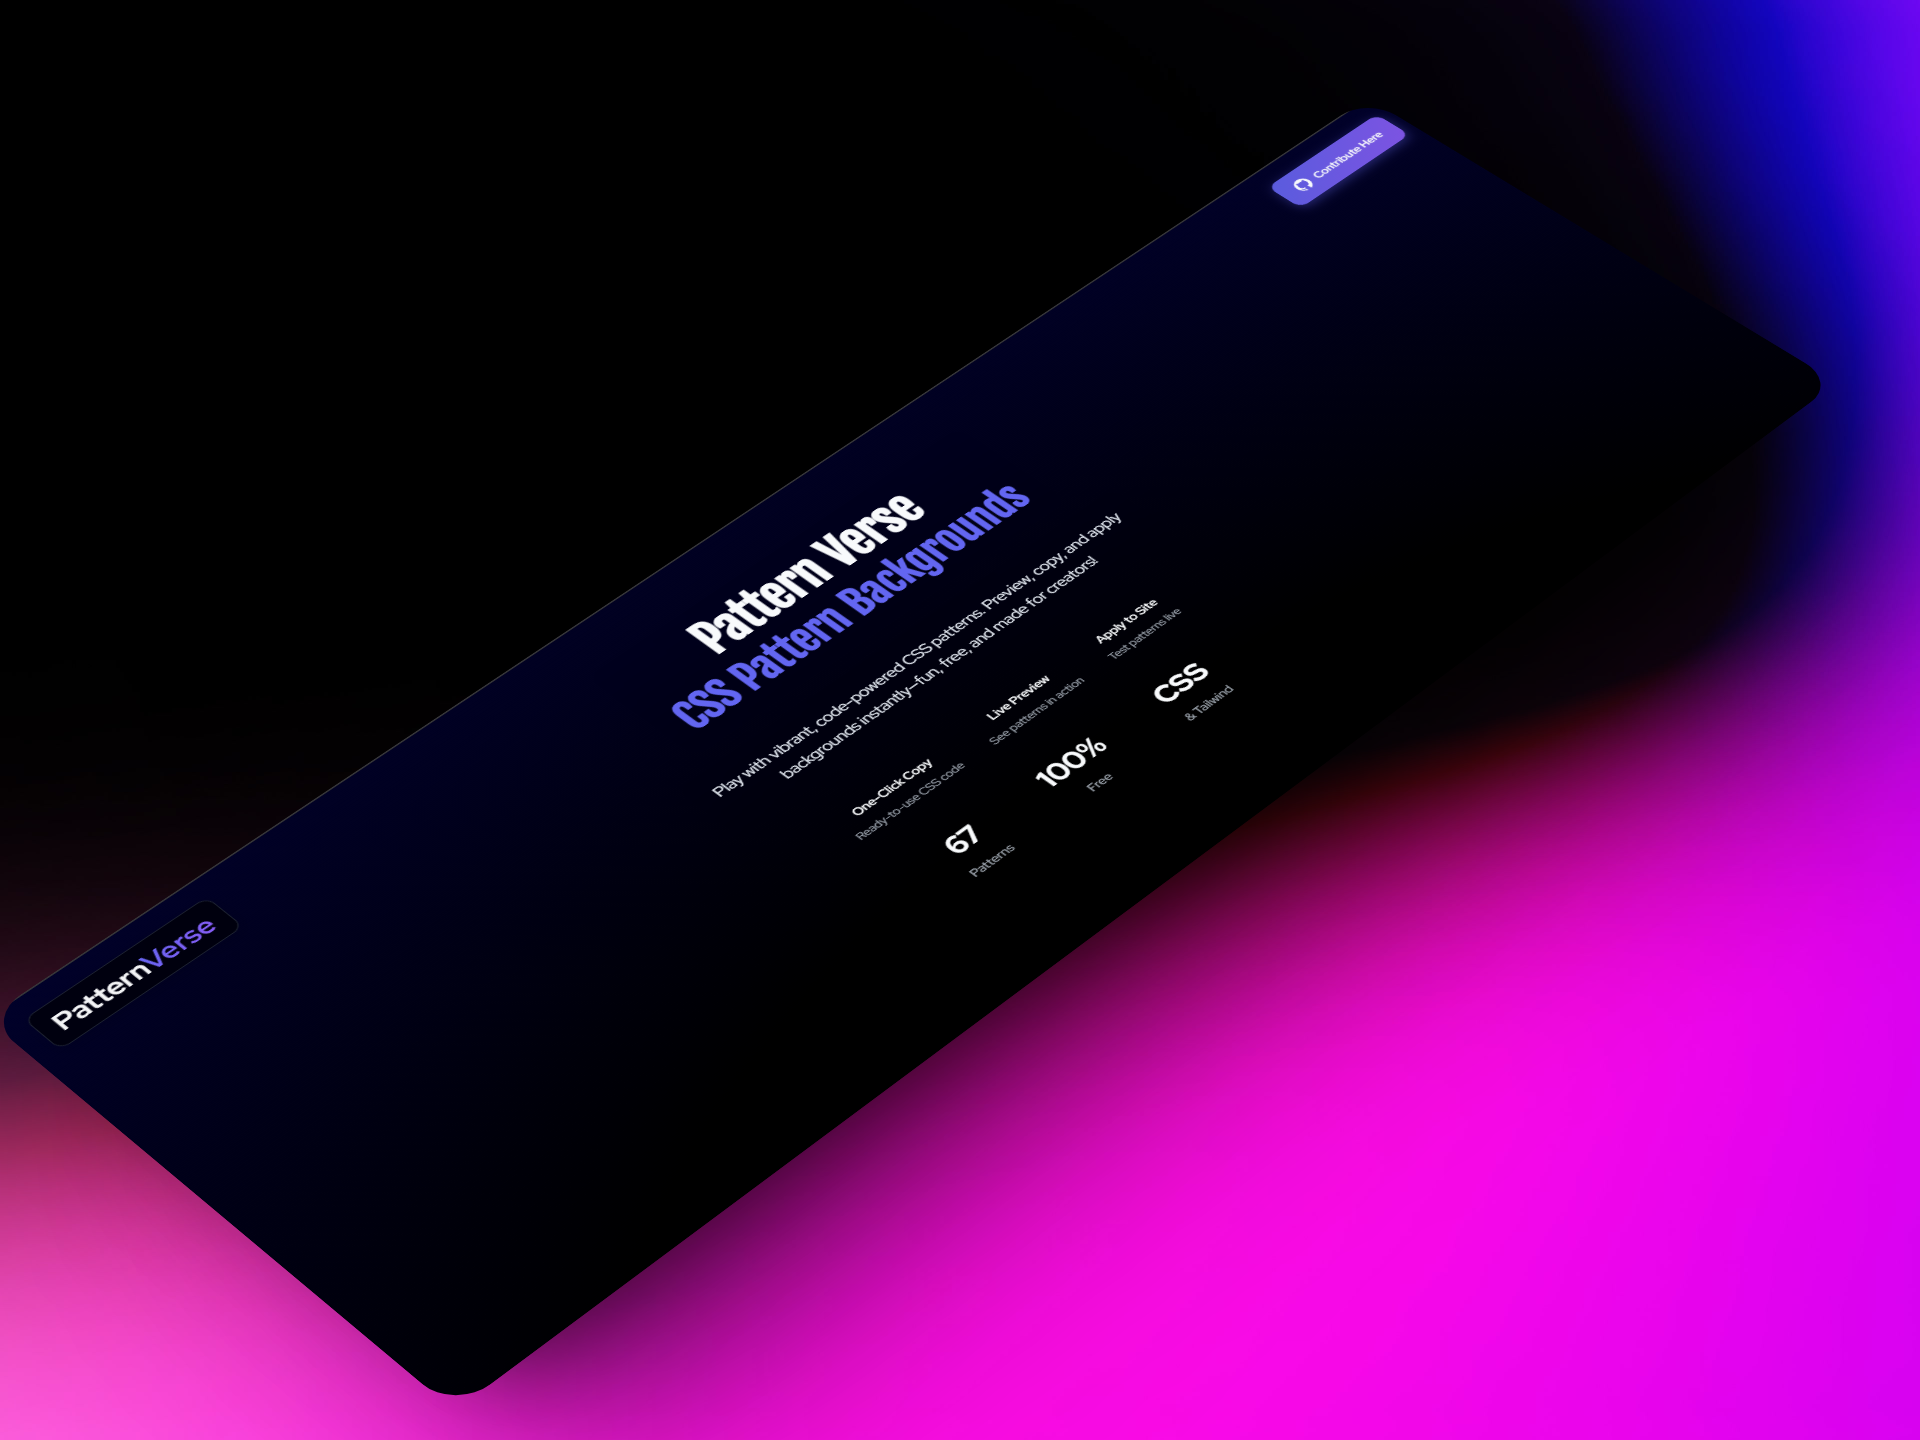 PatternVerse
Contribute Here
Pattern Verse
CSS Pattern Backgrounds
Play with vibrant, code-powered CSS patterns. Preview, copy, and apply
backgrounds instantly—fun, free, and made for creators!
One-Click Copy
Ready-to-use CSS code
Live Preview
See patterns in action
Apply to Site
Test patterns live
67
Patterns
100%
Free
CSS
& Tailwind